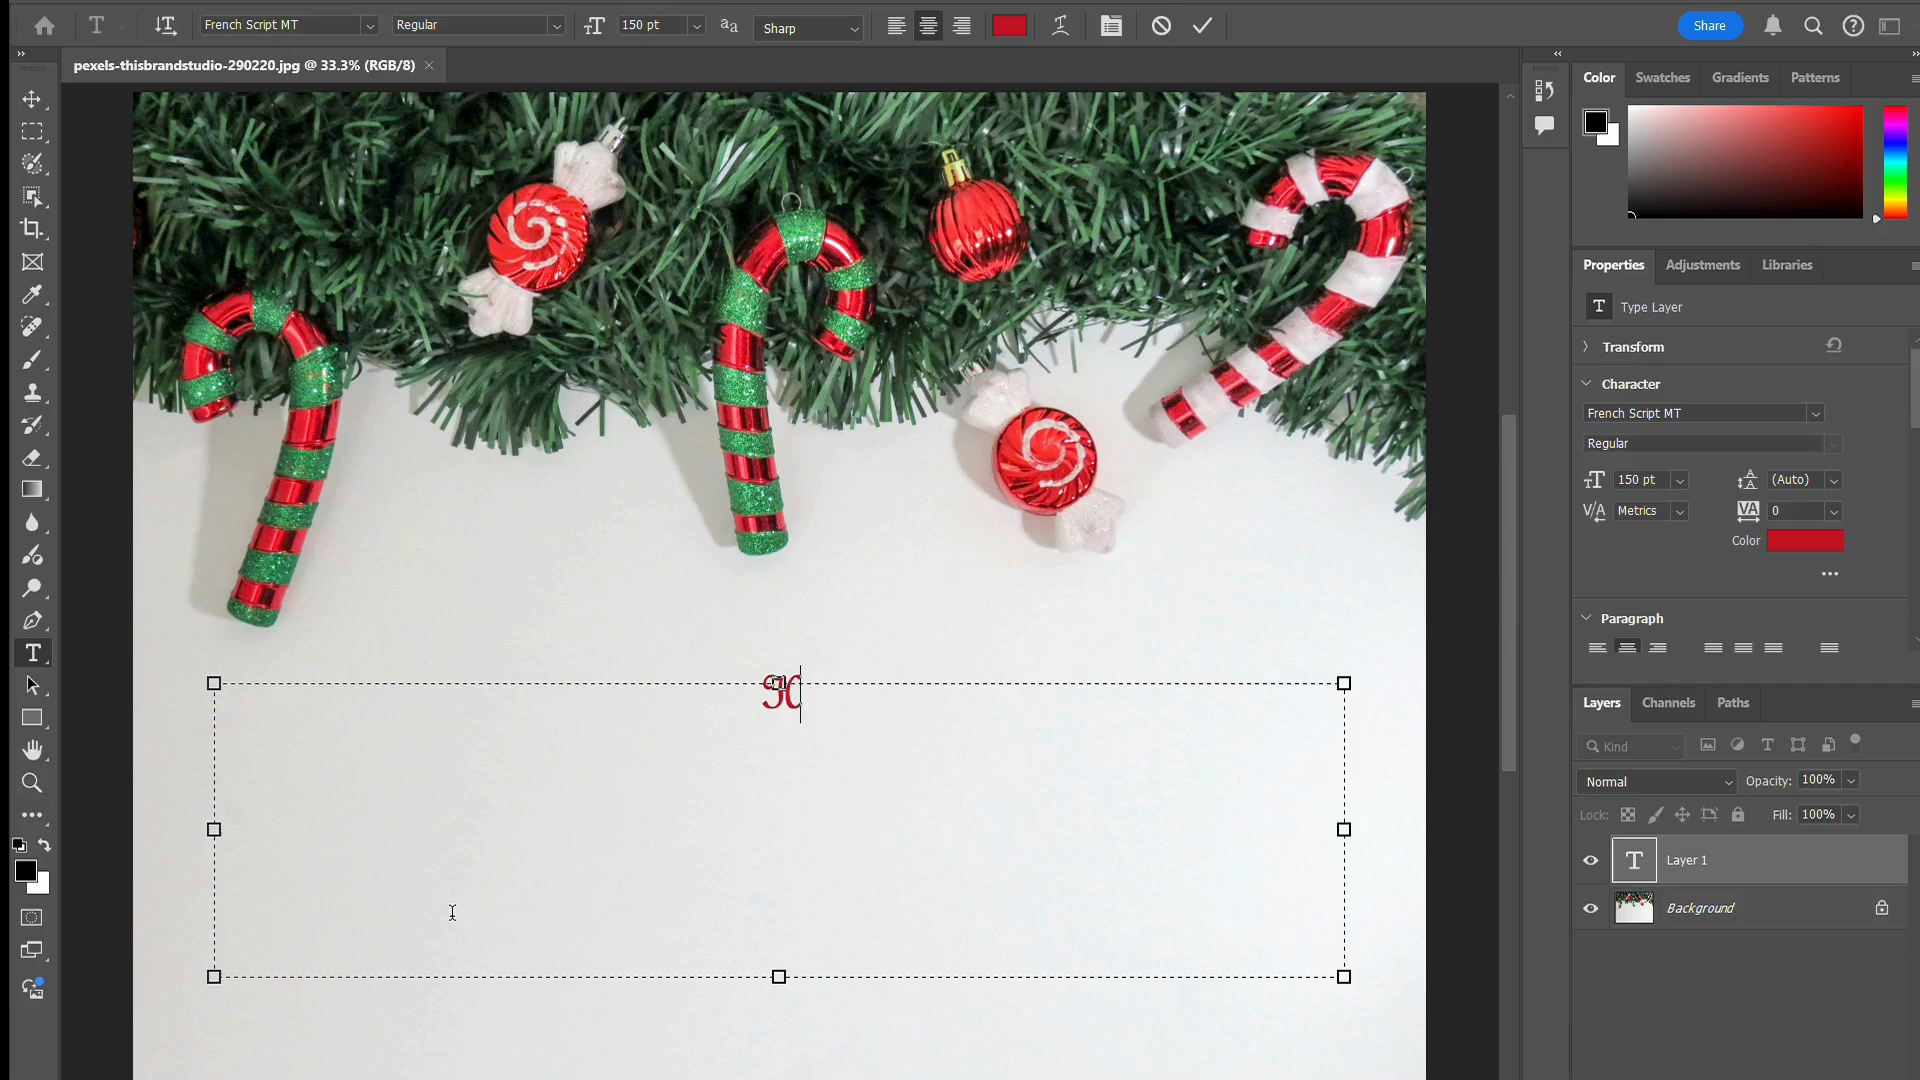 French Script MT Regular 150 pt Sharp Share
pexels-thisbrandstudio-290220.jpg @ 33.3% (RGB/8)
Color Swatches Gradients Patterns
Properties Adjustments Libraries
T Type Layer
Transform
Character
French Script MT
Regular
150 pt (Auto)
Metrics 0
Color
Paragraph
H
Layers Channels Paths
Kind
Normal Opacity: 100%
Lock: Fill: 100%
T Layer 1
Background